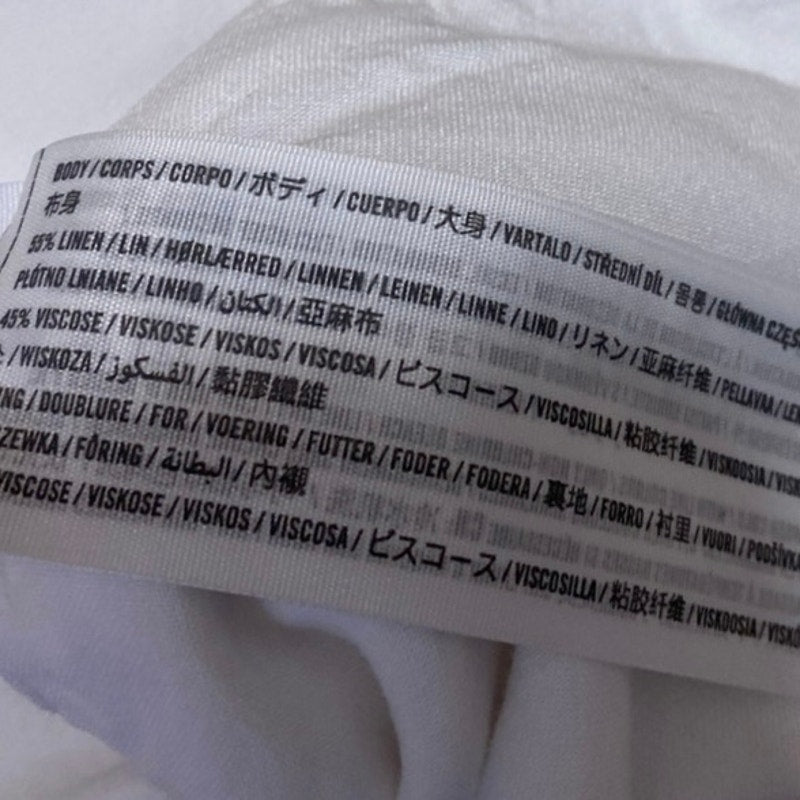 BODY / CORPS / CORPO / ボディ / CUERPO / 大身 / VARTALO / STŘEDNÍ DÍL / 몸통 / GŁÓWNA CZĘŚ
布身
55% LINEN / LIN / HØRLÆRRED / LINNEN / LEINEN / LINNE / LINO / リネン / 亚麻纤维 / PELLAVAA / LEN
PŁÓTNO LNIANE / LINHO / الكتان / 亞麻布
45% VISCOSE / VISKOSE / VISKOS / VISCOSA / ビスコース / VISCOSILLA / 粘胶纤维 / VISKOOSIA / VISK
/ WISKOZA / الفسكوز / 黏膠纖維
NG / DOUBLURE / FOR / VOERING / FUTTER / FODER / FODERA / 裏地 / FORRO / 衬里 / VUORI / PODŠÍVKA
ZEWKA / FÔRING / البطانة / 內襯
VISCOSE / VISKOSE / VISKOS / VISCOSA / ビスコース / VISCOSILLA / 粘胶纤维 / VISKOOSIA / VISKÓ